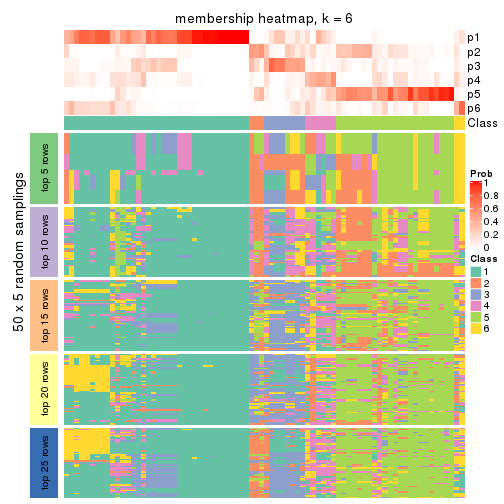 membership heatmap, k = 6
p1
p2
p3
p4
p5
p6
Class
50 x 5 random samplings
top 5 rows
top 10 rows
top 15 rows
top 20 rows
top 25 rows
Prob
1
0.8
0.6
0.4
0.2
0
Class
1
2
3
4
5
6